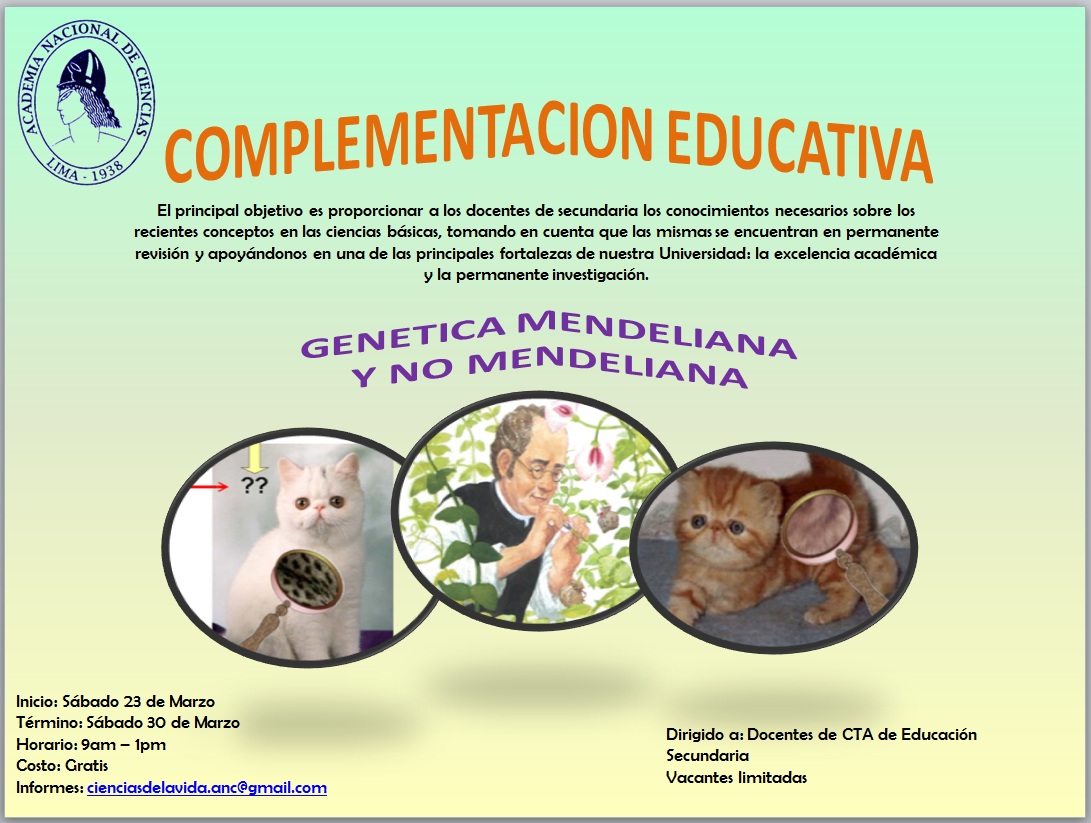 ACADEMIA NACIONAL DE CIENCIAS
LIMA - 1938
COMPLEMENTACION EDUCATIVA
El principal objetivo es proporcionar a los docentes de secundaria los conocimientos necesarios sobre los
recientes conceptos en las ciencias básicas, tomando en cuenta que las mismas se encuentran en permanente
revisión y apoyándonos en una de las principales fortalezas de nuestra Universidad: la excelencia académica
y la permanente investigación.
GENETICA MENDELIANA
Y NO MENDELIANA
??
Inicio: Sábado 23 de Marzo
Término: Sábado 30 de Marzo
Horario: 9am – 1pm
Costo: Gratis
Informes: cienciasdelavida.anc@gmail.com
Dirigido a: Docentes de CTA de Educación
Secundaria
Vacantes limitadas